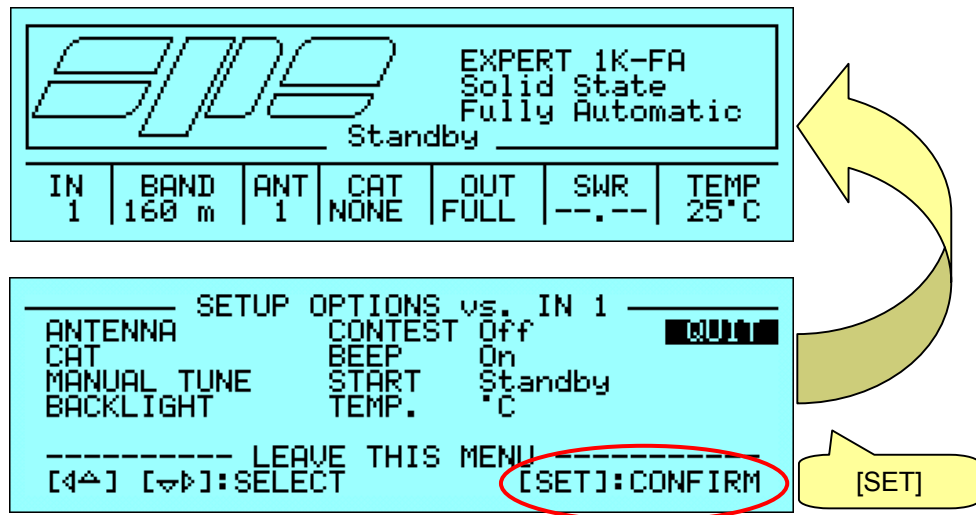 spe
EXPERT 1K-FA
Solid State
Fully Automatic
Standby
IN BAND ANT CAT OUT SWR TEMP
1 160 m 1 NONE FULL --.-- 25°C
SETUP OPTIONS vs. IN 1
ANTENNA CONTEST Off QUIT
CAT BEEP On
MANUAL TUNE START Standby
BACKLIGHT TEMP. °C
---------- LEAVE THIS MENU -----------
[◁△] [▽▷]:SELECT [SET]:CONFIRM
[SET]